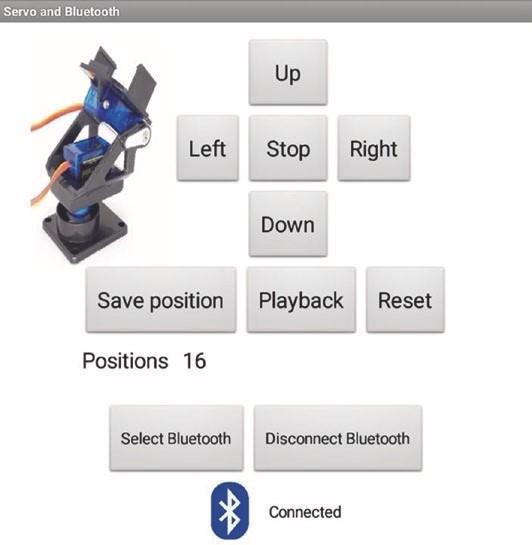 Servo and Bluetooth
Up
Left Stop Right
Down
Save position Playback Reset
Positions 16
Select Bluetooth Disconnect Bluetooth
Connected